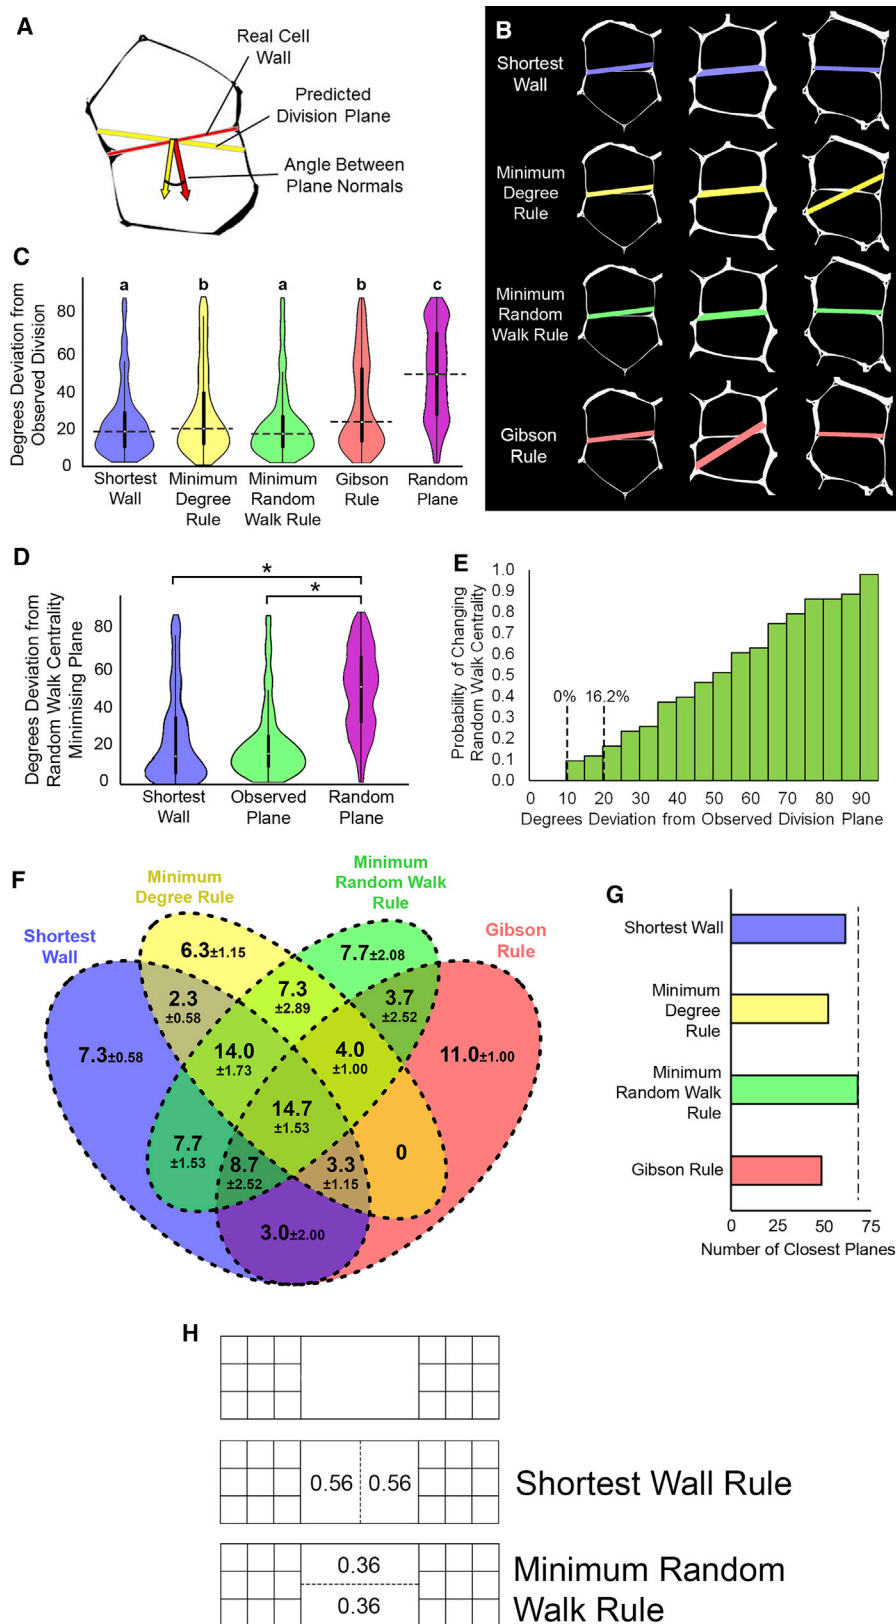 A
Real Cell
Wall
Predicted
Division Plane
Angle Between
Plane Normals
B
Shortest
Wall
Minimum
Degree
Rule
Minimum
Random
Walk Rule
Gibson
Rule
C
Degrees Deviation from
Observed Division
80
60
40
20
0
a
b
a
b
c
Shortest
Wall
Minimum
Degree
Rule
Minimum
Random
Walk Rule
Gibson
Rule
Random
Plane
D
Degrees Deviation from
Random Walk Centrality
Minimising Plane
80
60
40
20
0
*
*
Shortest
Wall
Observed
Plane
Random
Plane
E
Probability of Changing
Random Walk Centrality
1.0
0.9
0.8
0.7
0.6
0.5
0.4
0.3
0.2
0.1
0.0
0%
16.2%
0 10 20 30 40 50 60 70 80 90
Degrees Deviation from Observed Division Plane
F
Shortest
Wall
Minimum
Degree Rule
Minimum
Random Walk
Rule
Gibson
Rule
6.3±1.15
7.7±2.08
2.3
±0.58
7.3
±2.89
3.7
±2.52
7.3±0.58
14.0
±1.73
4.0
±1.00
11.0±1.00
14.7
±1.53
7.7
±1.53
8.7
±2.52
3.3
±1.15
0
3.0±2.00
G
Shortest Wall
Minimum
Degree
Rule
Minimum
Random Walk
Rule
Gibson Rule
0 25 50 75
Number of Closest Planes
H
0.56 0.56
Shortest Wall Rule
0.36
0.36
Minimum Random
Walk Rule